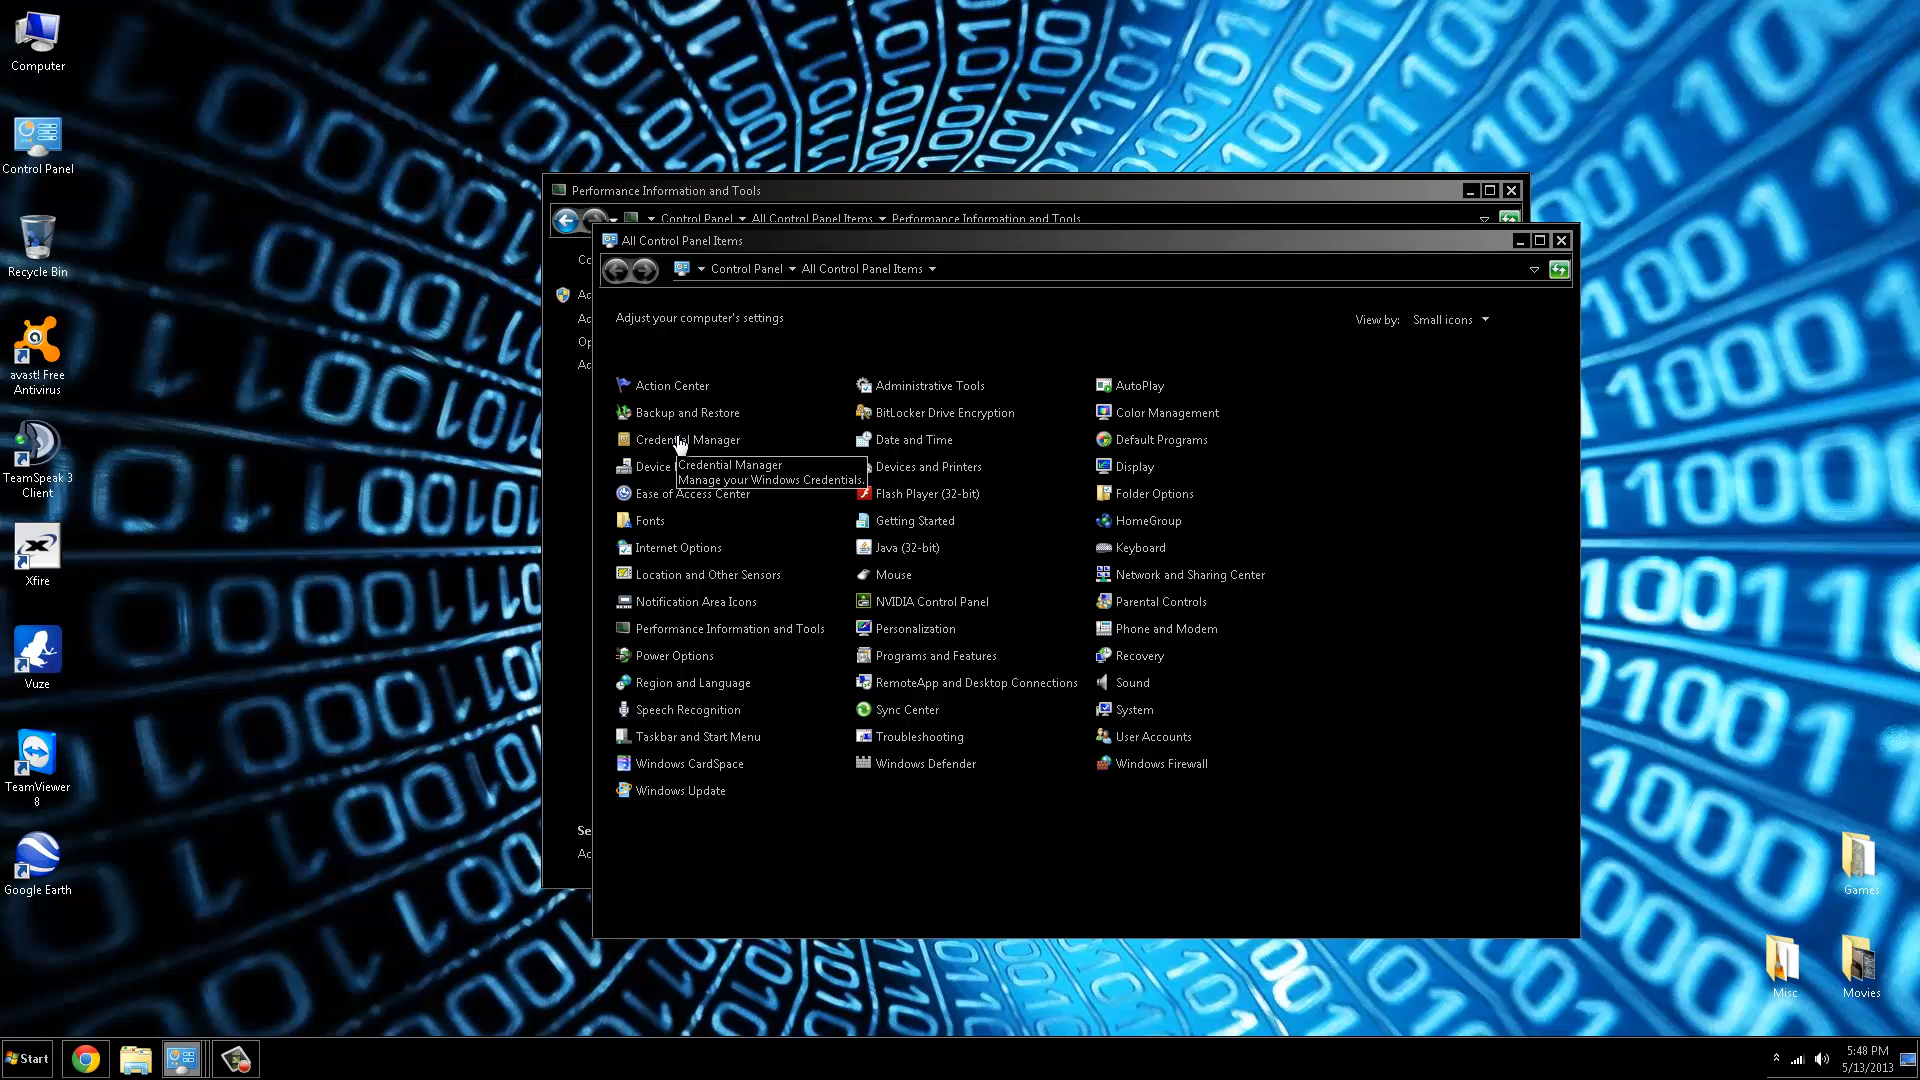 Computer
Control Panel
Recycle Bin
avast! Free
Antivirus
TeamSpeak 3
Client
Xfire
Vuze
TeamViewer
8
Google Earth
Performance Information and Tools
Control Panel All Control Panel Items Performance Information and Tools
All Control Panel Items
Control Panel All Control Panel Items
Adjust your computer's settings
View by: Small icons
Action Center
Administrative Tools
AutoPlay
Backup and Restore
BitLocker Drive Encryption
Color Management
Credential Manager
Date and Time
Default Programs
Device
Devices and Printers
Display
Credential Manager
Manage your Windows Credentials.
Ease of Access Center
Flash Player (32-bit)
Folder Options
Fonts
Getting Started
HomeGroup
Internet Options
Java (32-bit)
Keyboard
Location and Other Sensors
Mouse
Network and Sharing Center
Notification Area Icons
NVIDIA Control Panel
Parental Controls
Performance Information and Tools
Personalization
Phone and Modem
Power Options
Programs and Features
Recovery
Region and Language
RemoteApp and Desktop Connections
Sound
Speech Recognition
Sync Center
System
Taskbar and Start Menu
Troubleshooting
User Accounts
Windows CardSpace
Windows Defender
Windows Firewall
Windows Update
Games
Misc
Movies
Start
5:48 PM
5/13/2013